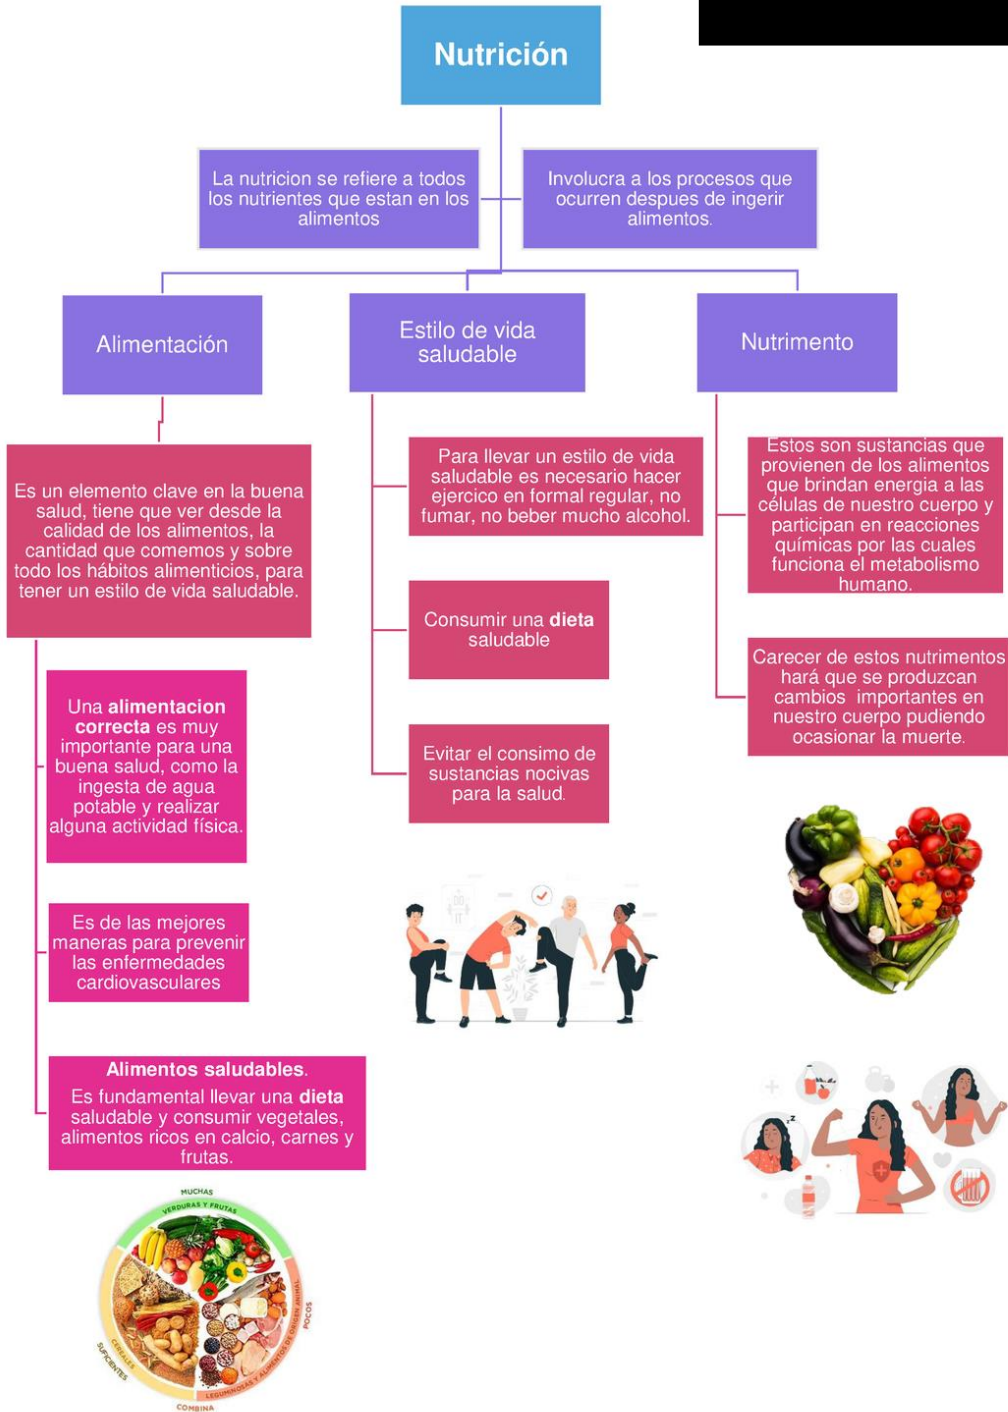 Nutrición
La nutricion se refiere a todos
los nutrientes que estan en los
alimentos
Involucra a los procesos que
ocurren despues de ingerir
alimentos.
Alimentación
Estilo de vida
saludable
Nutrimento
Es un elemento clave en la buena
salud, tiene que ver desde la
calidad de los alimentos, la
cantidad que comemos y sobre
todo los hábitos alimenticios, para
tener un estilo de vida saludable.
Una alimentacion
correcta es muy
importante para una
buena salud, como la
ingesta de agua
potable y realizar
alguna actividad física.
Es de las mejores
maneras para prevenir
las enfermedades
cardiovasculares
Alimentos saludables.
Es fundamental llevar una dieta
saludable y consumir vegetales,
alimentos ricos en calcio, carnes y
frutas.
Para llevar un estilo de vida
saludable es necesario hacer
ejercico en formal regular, no
fumar, no beber mucho alcohol.
Consumir una dieta
saludable
Evitar el consimo de
sustancias nocivas
para la salud.
Estos son sustancias que
provienen de los alimentos
que brindan energia a las
células de nuestro cuerpo y
participan en reacciones
químicas por las cuales
funciona el metabolismo
humano.
Carecer de estos nutrimentos
hará que se produzcan
cambios importantes en
nuestro cuerpo pudiendo
ocasionar la muerte.
DO
IT
z
z
MUCHAS
VERDURAS Y FRUTAS
CEREALES
SUFICIENTES
LEGUMINOSAS Y ALIMENTOS DE ORIGEN ANIMAL
POCOS
COMBINA